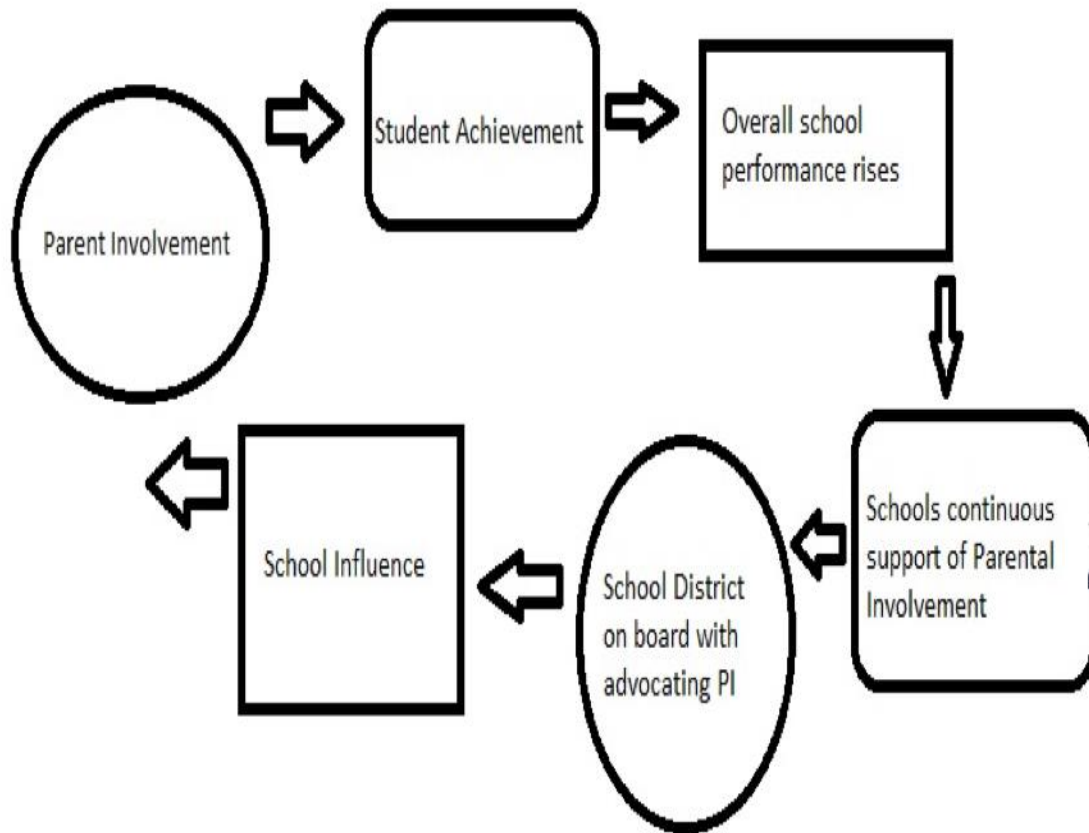 Parent Involvement
Student Achievement
Overall school
performance rises
Schools continuous
support of Parental
Involvement
School District
on board with
advocating PI
School Influence